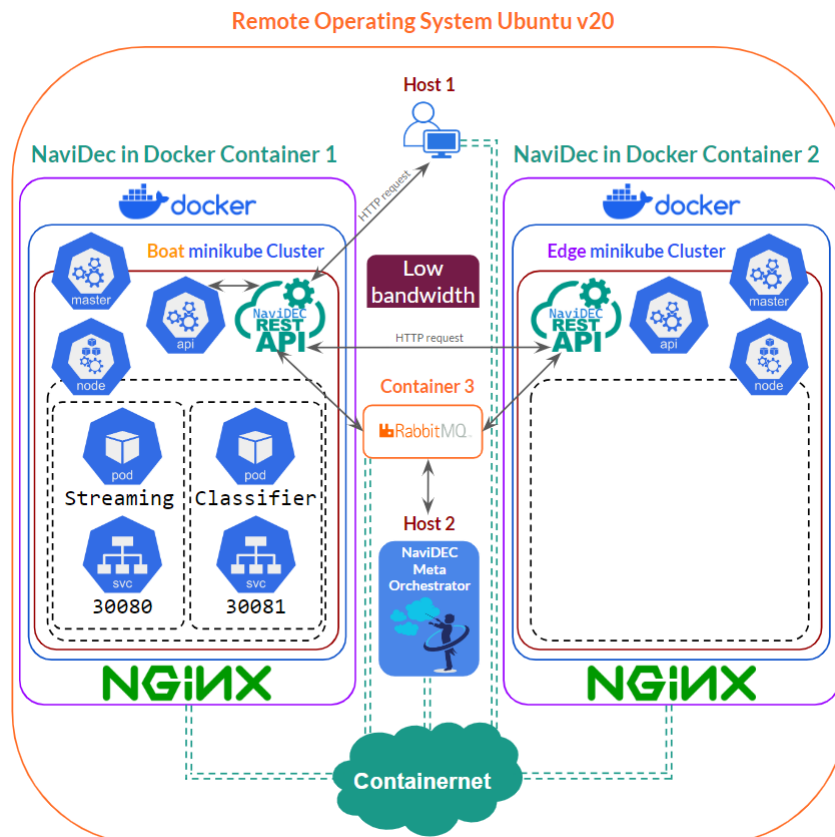 Remote Operating System Ubuntu v20
Host 1
NaviDec in Docker Container 1
NaviDec in Docker Container 2
docker
docker
HTTP request
Boat minikube Cluster
Edge minikube Cluster
master
api
NaviDEC
REST
API
node
Low
bandwidth
HTTP request
NaviDEC
REST
API
api
master
node
Container 3
RabbitMQ
pod
Streaming
svc
30080
pod
Classifier
svc
30081
Host 2
NaviDEC
Meta
Orchestrator
NGiNX
NGiNX
Containernet